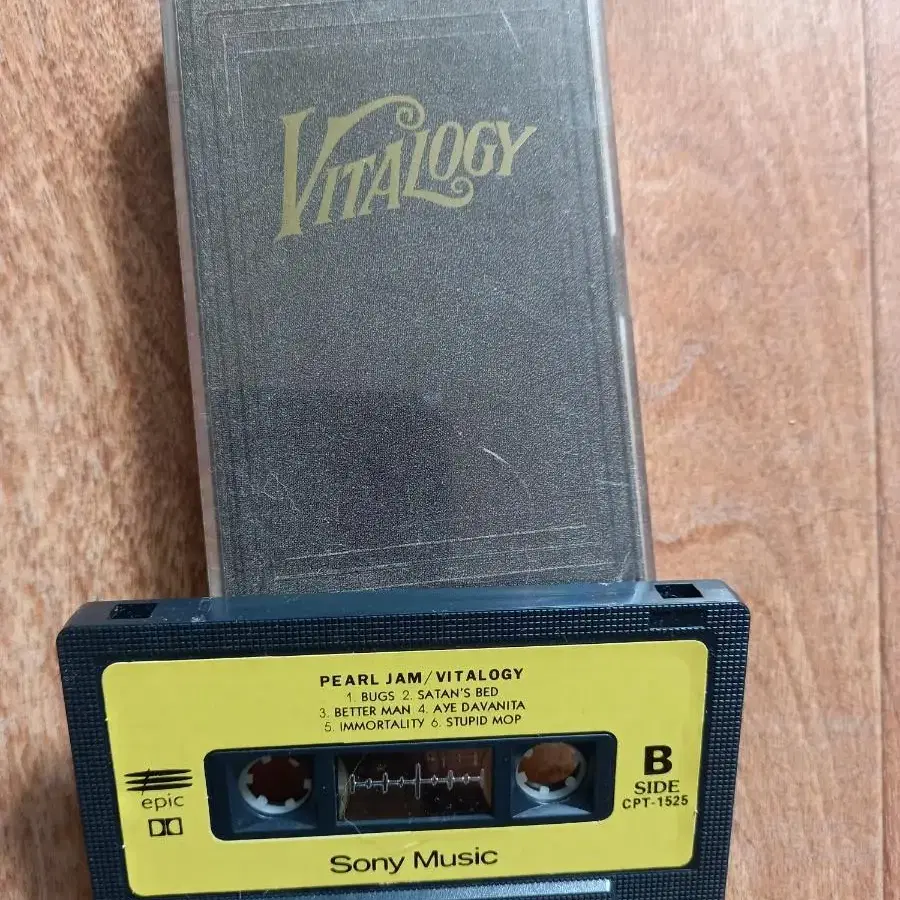 VITALOGY
PEARL JAM/VITALOGY
1. BUGS 2. SATAN'S BED
3. BETTER MAN 4. AYE DAVANITA
5. IMMORTALITY 6. STUPID MOP
epic
B
SIDE
CPT-1525
Sony Music